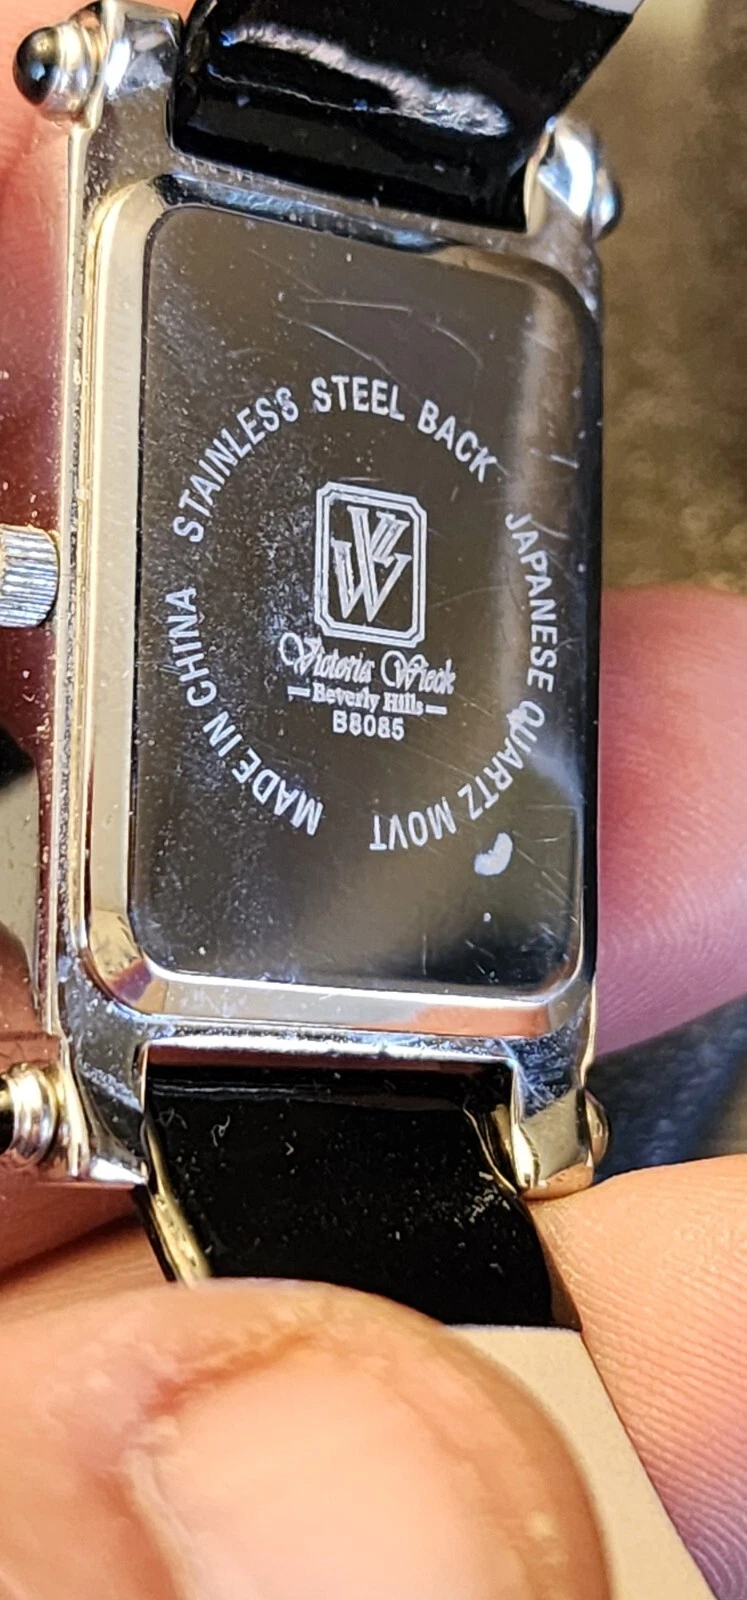 STAINLESS STEEL BACK
JAPANESE QUARTZ MOVT
MADE IN CHINA
VW
Victoria Wieck
Beverly Hills
B8085